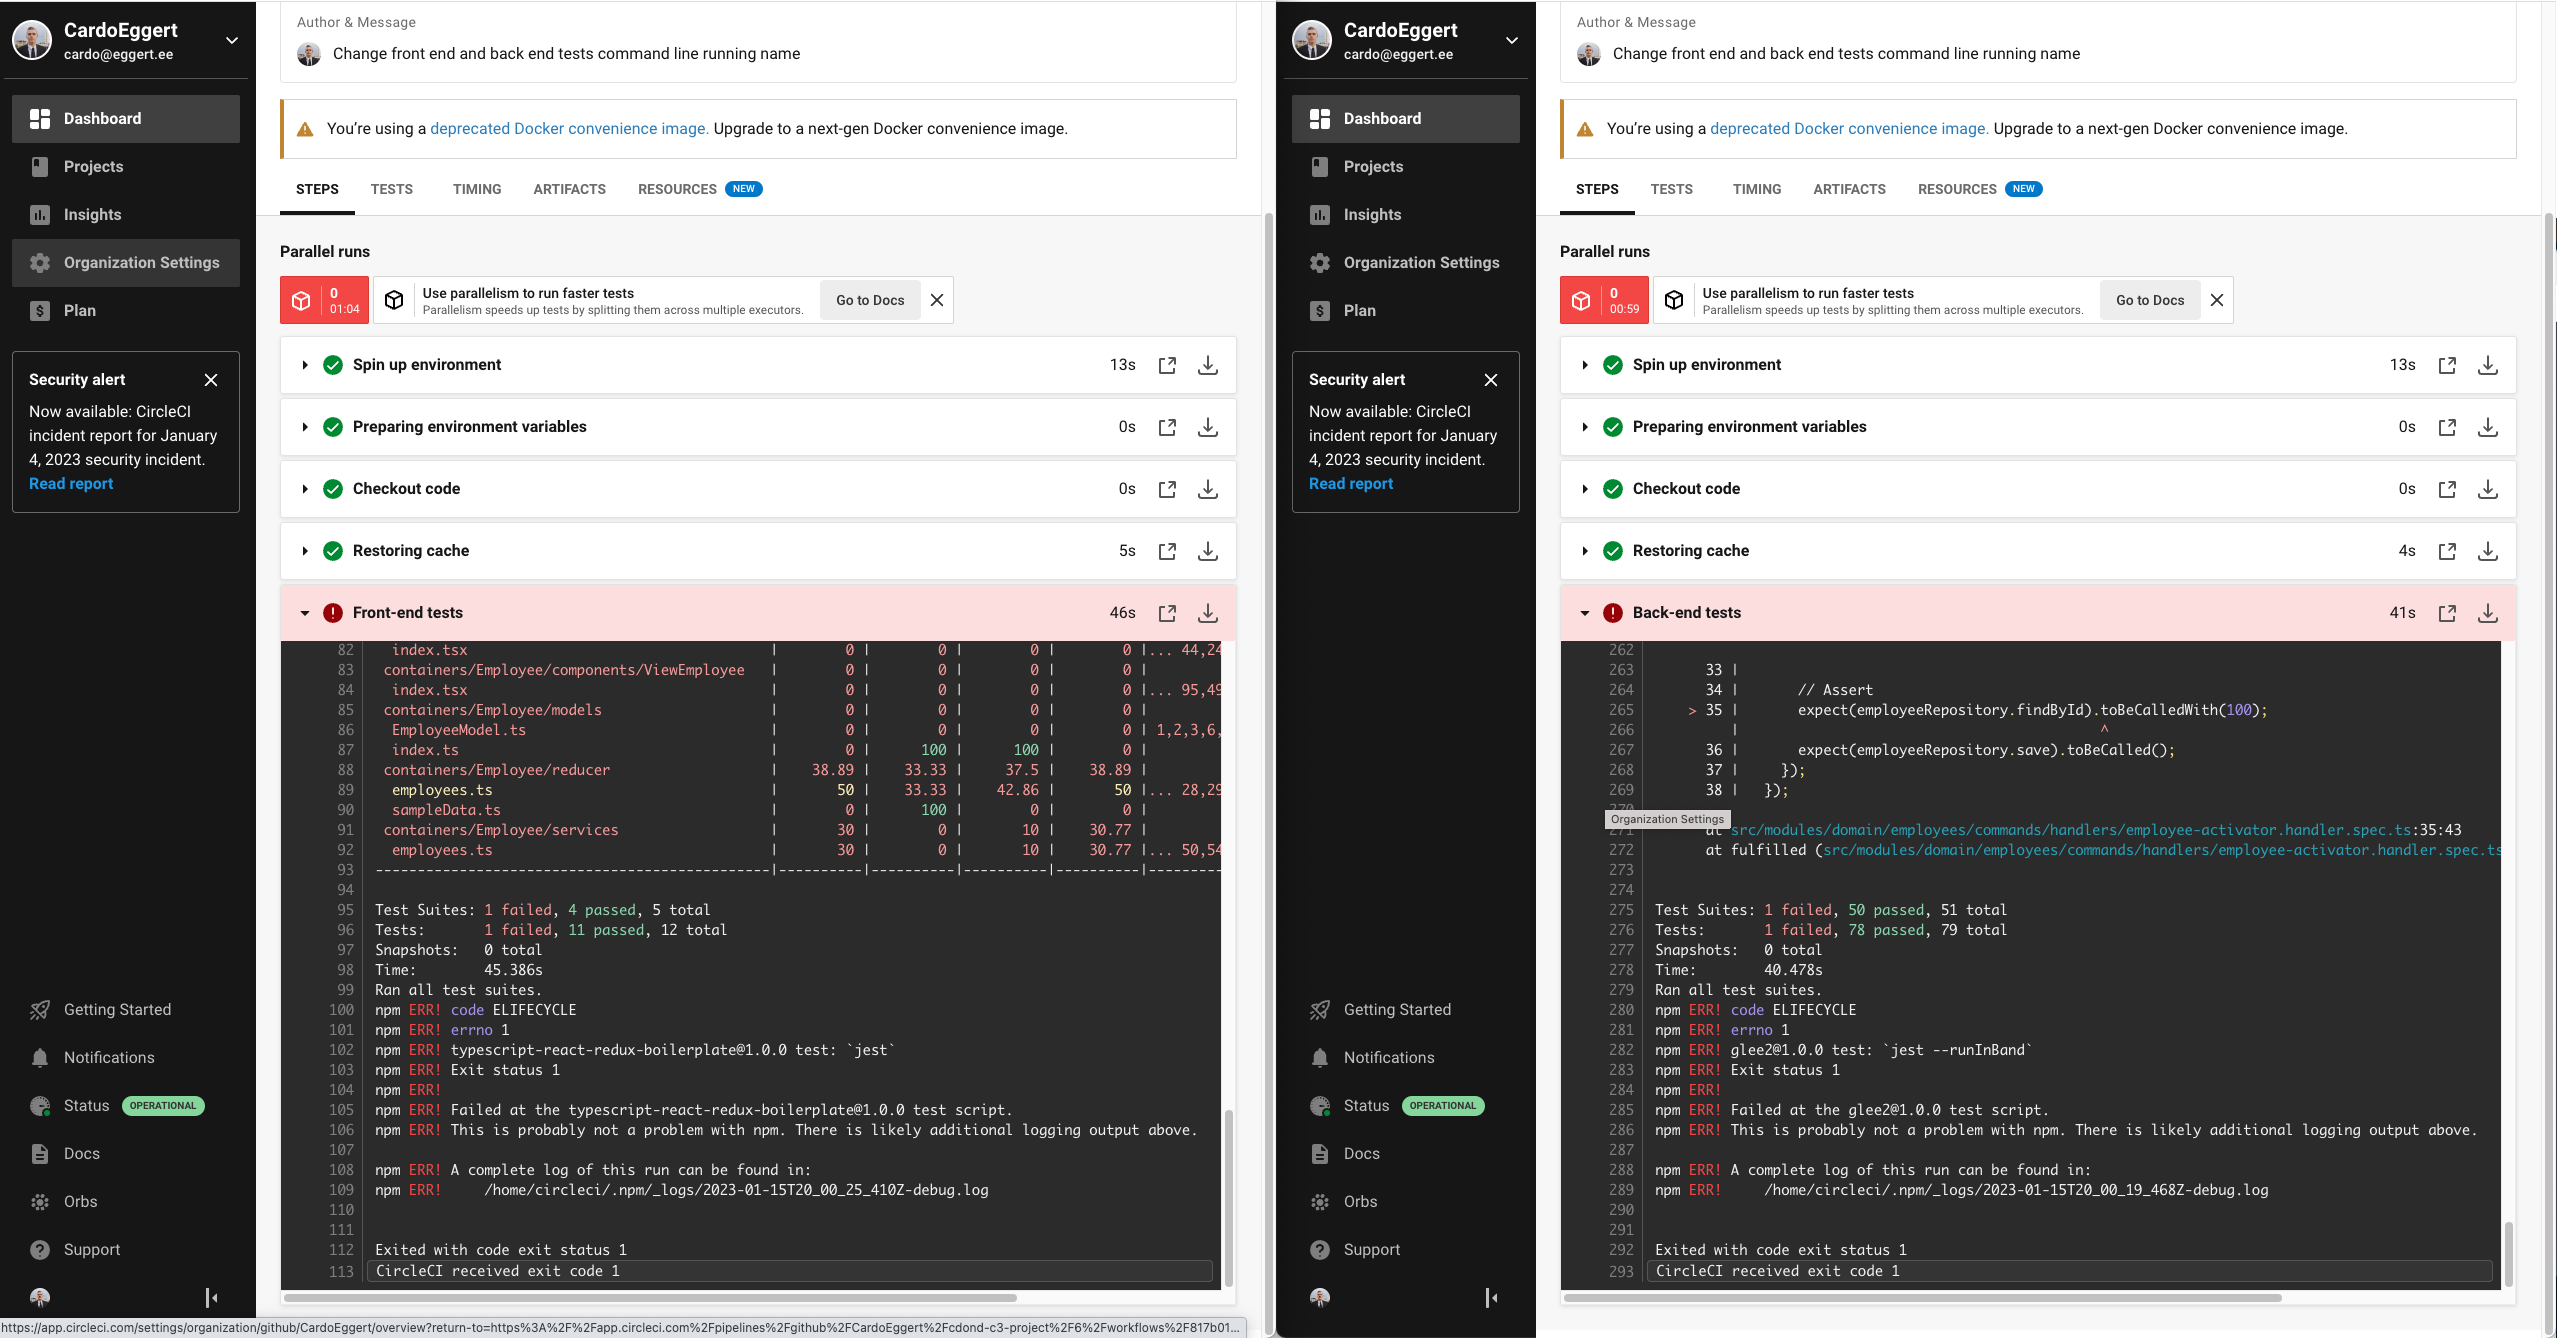 CardoEggert
cardo@eggert.ee
Dashboard
Projects
Insights
Organization Settings
Plan
Security alert
Now available: CircleCI
incident report for January
4, 2023 security incident.
Read report
Getting Started
Notifications
Status OPERATIONAL
Docs
Orbs
Support
Author & Message
Change front end and back end tests command line running name
You’re using a deprecated Docker convenience image. Upgrade to a next-gen Docker convenience image.
STEPS TESTS TIMING ARTIFACTS RESOURCES NEW
Parallel runs
0
01:04
Use parallelism to run faster tests
Parallelism speeds up tests by splitting them across multiple executors.
Go to Docs
Spin up environment 13s
Preparing environment variables 0s
Checkout code 0s
Restoring cache 5s
Front-end tests 46s
82 index.tsx | 0 | 0 | 0 | 0 |... 44,24
83 containers/Employee/components/ViewEmployee | 0 | 0 | 0 | 0 |
84 index.tsx | 0 | 0 | 0 | 0 |... 95,49
85 containers/Employee/models | 0 | 0 | 0 | 0 |
86 EmployeeModel.ts | 0 | 0 | 0 | 0 | 1,2,3,6,
87 index.ts | 0 | 100 | 100 | 0 |
88 containers/Employee/reducer | 38.89 | 33.33 | 37.5 | 38.89 |
89 employees.ts | 50 | 33.33 | 42.86 | 50 |... 28,29
90 sampleData.ts | 0 | 100 | 0 | 0 |
91 containers/Employee/services | 30 | 0 | 10 | 30.77 |
92 employees.ts | 30 | 0 | 10 | 30.77 |... 50,54
93 -----------------------------------------------|----------|----------|----------|----------|---------
94
95 Test Suites: 1 failed, 4 passed, 5 total
96 Tests: 1 failed, 11 passed, 12 total
97 Snapshots: 0 total
98 Time: 45.386s
99 Ran all test suites.
100 npm ERR! code ELIFECYCLE
101 npm ERR! errno 1
102 npm ERR! typescript-react-redux-boilerplate@1.0.0 test: `jest`
103 npm ERR! Exit status 1
104 npm ERR!
105 npm ERR! Failed at the typescript-react-redux-boilerplate@1.0.0 test script.
106 npm ERR! This is probably not a problem with npm. There is likely additional logging output above.
107
108 npm ERR! A complete log of this run can be found in:
109 npm ERR! /home/circleci/.npm/_logs/2023-01-15T20_00_25_410Z-debug.log
110
111
112 Exited with code exit status 1
113 CircleCI received exit code 1
https://app.circleci.com/settings/organization/github/CardoEggert/overview?return-to=https%3A%2F%2Fapp.circleci.com%2Fpipelines%2Fgithub%2FCardoEggert%2Fcdond-c3-project%2F6%2Fworkflows%2F817b01...
CardoEggert
cardo@eggert.ee
Dashboard
Projects
Insights
Organization Settings
Plan
Security alert
Now available: CircleCI
incident report for January
4, 2023 security incident.
Read report
Getting Started
Notifications
Status OPERATIONAL
Docs
Orbs
Support
Author & Message
Change front end and back end tests command line running name
You’re using a deprecated Docker convenience image. Upgrade to a next-gen Docker convenience image.
STEPS TESTS TIMING ARTIFACTS RESOURCES NEW
Parallel runs
0
00:59
Use parallelism to run faster tests
Parallelism speeds up tests by splitting them across multiple executors.
Go to Docs
Spin up environment 13s
Preparing environment variables 0s
Checkout code 0s
Restoring cache 4s
Back-end tests 41s
262
263 33 |
264 34 | // Assert
265 > 35 | expect(employeeRepository.findById).toBeCalledWith(100);
266 | ^
267 36 | expect(employeeRepository.save).toBeCalled();
268 37 | });
269 38 | });
270
Organization Settings
271 at src/modules/domain/employees/commands/handlers/employee-activator.handler.spec.ts:35:43
272 at fulfilled (src/modules/domain/employees/commands/handlers/employee-activator.handler.spec.ts
273
274
275 Test Suites: 1 failed, 50 passed, 51 total
276 Tests: 1 failed, 78 passed, 79 total
277 Snapshots: 0 total
278 Time: 40.478s
279 Ran all test suites.
280 npm ERR! code ELIFECYCLE
281 npm ERR! errno 1
282 npm ERR! glee2@1.0.0 test: `jest --runInBand`
283 npm ERR! Exit status 1
284 npm ERR!
285 npm ERR! Failed at the glee2@1.0.0 test script.
286 npm ERR! This is probably not a problem with npm. There is likely additional logging output above.
287
288 npm ERR! A complete log of this run can be found in:
289 npm ERR! /home/circleci/.npm/_logs/2023-01-15T20_00_19_468Z-debug.log
290
291
292 Exited with code exit status 1
293 CircleCI received exit code 1